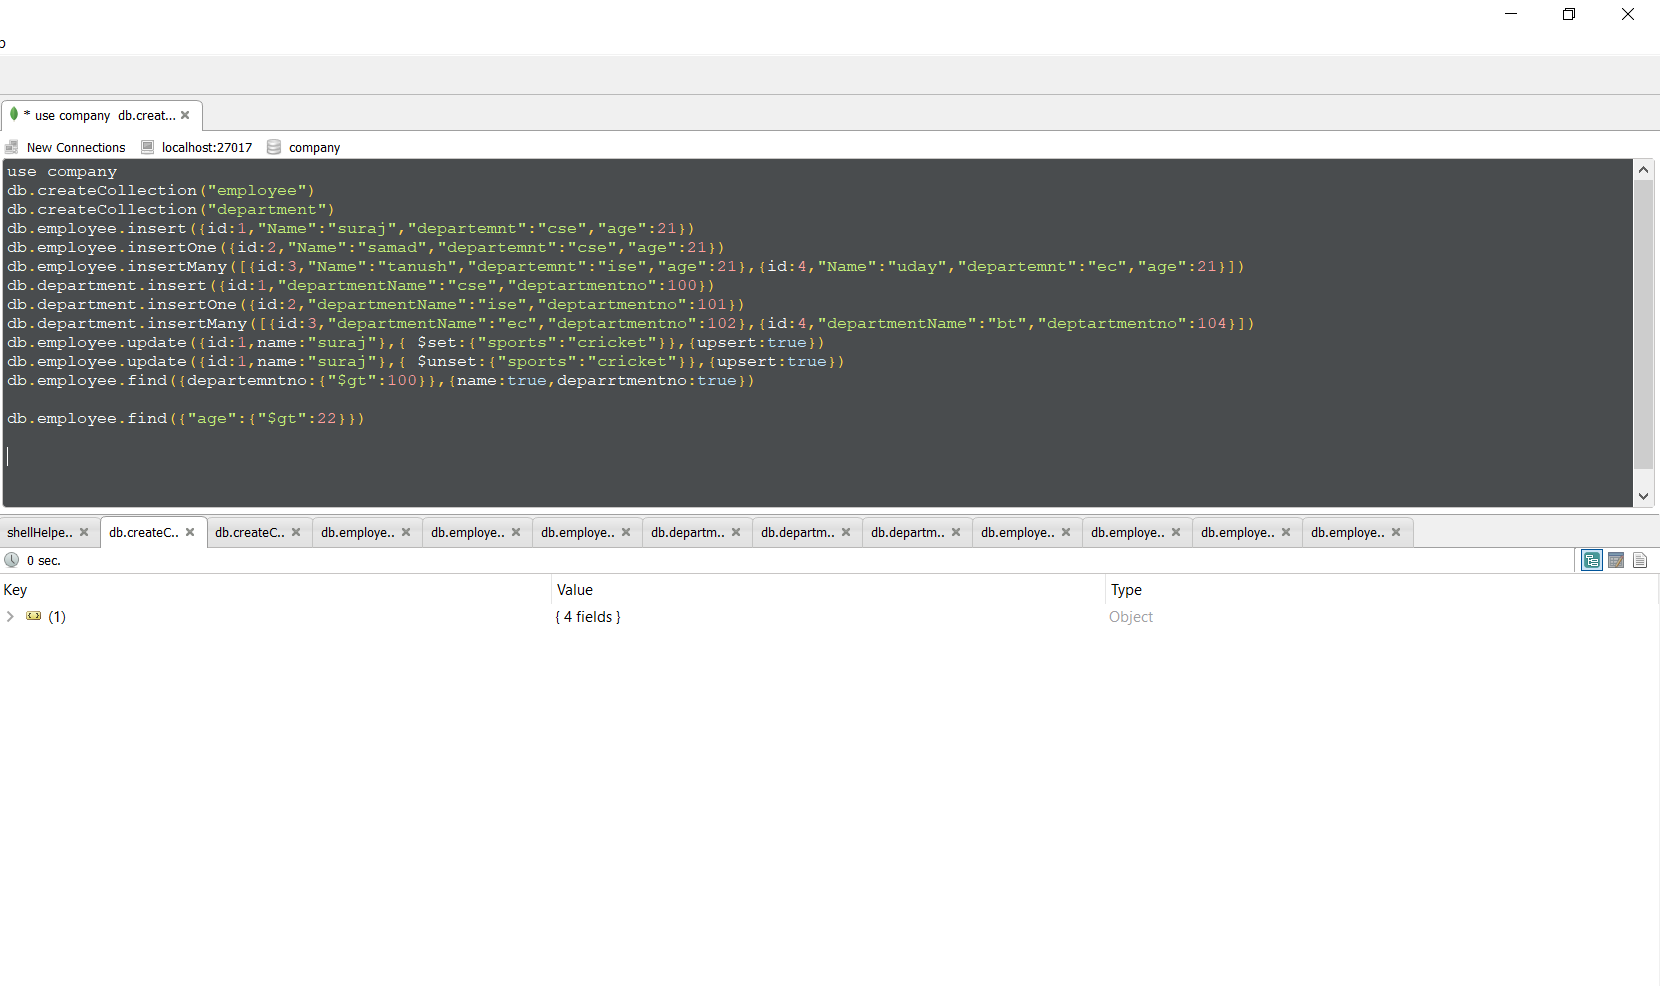 * use company db.creat...
New Connections localhost:27017 company
use company
db.createCollection("employee")
db.createCollection("department")
db.employee.insert({id:1,"Name":"suraj","departemnt":"cse","age":21})
db.employee.insertOne({id:2,"Name":"samad","departemnt":"cse","age":21})
db.employee.insertMany([{id:3,"Name":"tanush","departemnt":"ise","age":21},{id:4,"Name":"uday","departemnt":"ec","age":21}])
db.department.insert({id:1,"departmentName":"cse","deptartmentno":100})
db.department.insertOne({id:2,"departmentName":"ise","deptartmentno":101})
db.department.insertMany([{id:3,"departmentName":"ec","deptartmentno":102},{id:4,"departmentName":"bt","deptartmentno":104}])
db.employee.update({id:1,name:"suraj"},{ $set:{"sports":"cricket"}},{upsert:true})
db.employee.update({id:1,name:"suraj"},{ $unset:{"sports":"cricket"}},{upsert:true})
db.employee.find({departemntno:{"$gt":100}},{name:true,deparrtmentno:true})
db.employee.find({"age":{"$gt":22}})
shellHelpe.. db.createC.. db.createC.. db.employe.. db.employe.. db.employe.. db.departm.. db.departm.. db.departm.. db.employe.. db.employe.. db.employe.. db.employe..
0 sec.
Key Value Type
(1) { 4 fields } Object